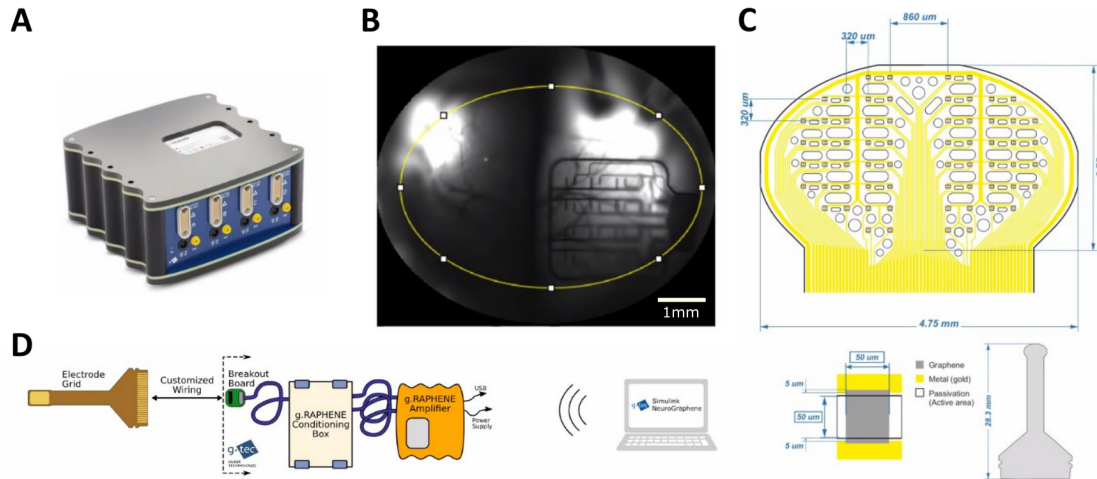 A
B
1mm
C
860 um
320 um
320 um
4.75 mm
D
Electrode
Grid
Customized
Wiring
Breakout
Board
g.tec
g.RAPHENE
Conditioning
Box
g.RAPHENE
Amplifier
USB
Power
Supply
g.tec
Simulink
NeuroGraphene
50 um
5 um
50 um
5 um
Graphene
Metal (gold)
Passivation
(Active area)
28.3 mm